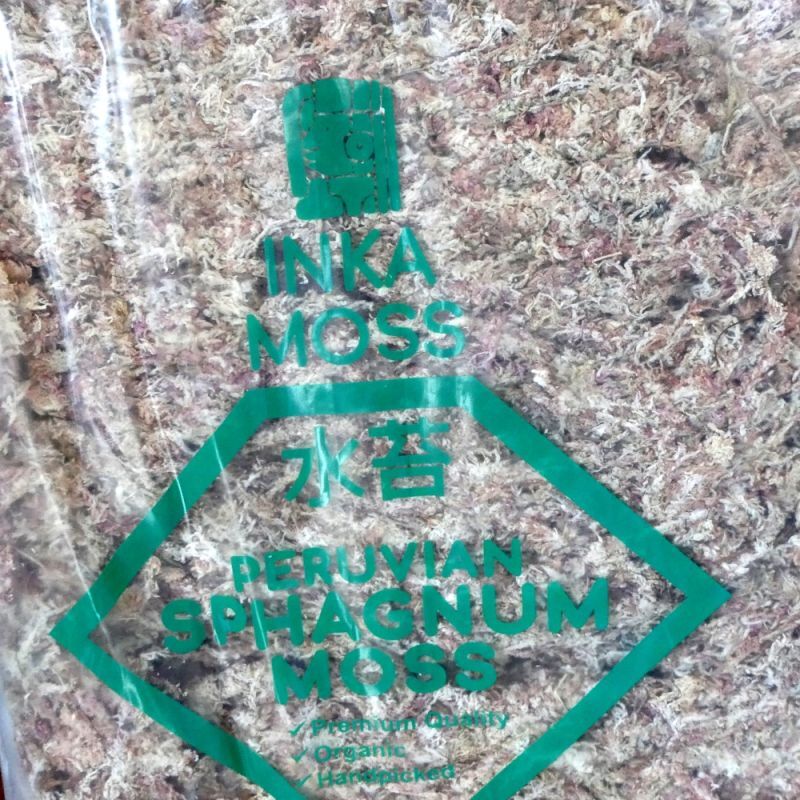 INKA
MOSS
水苔
PERUVIAN
SPHAGNUM
MOSS
✓ Premium Quality
✓ Organic
✓ Handpicked